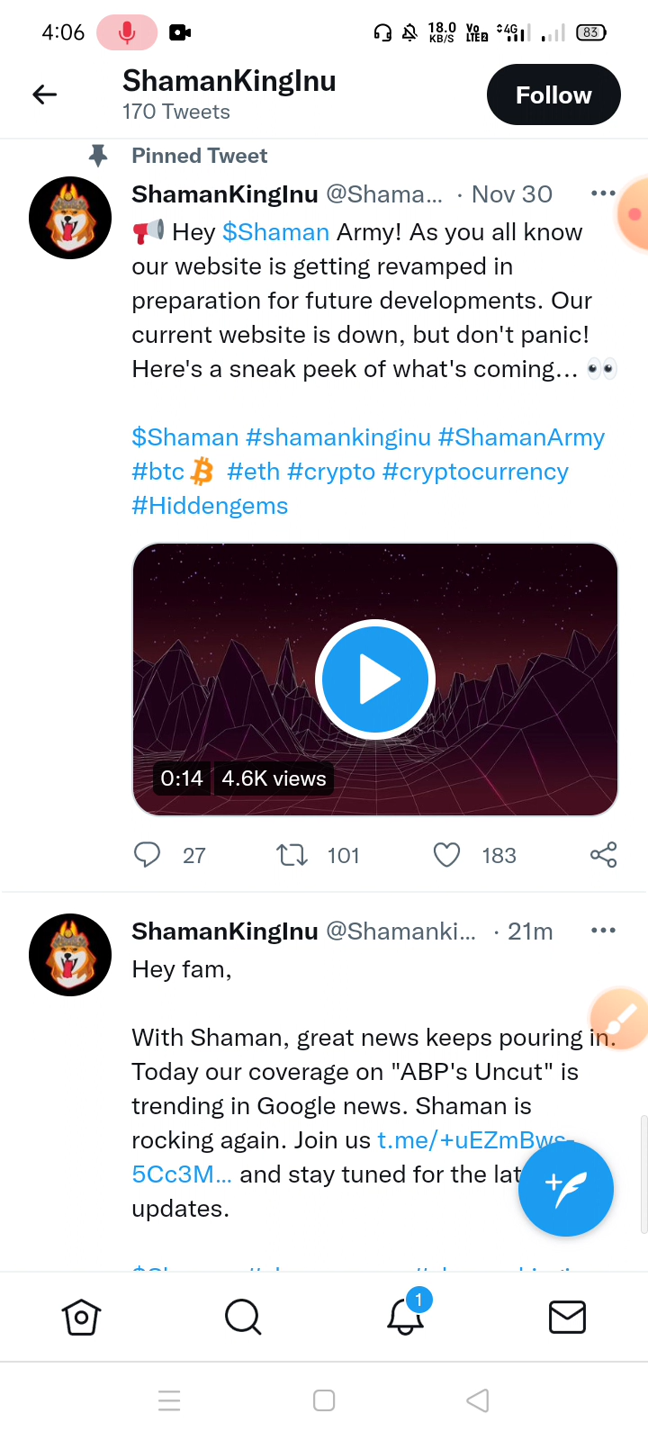 4:06
18.0 KB/S Vo LTE2 4G 83
ShamanKingInu
170 Tweets
Follow
Pinned Tweet
ShamanKingInu @Shama... · Nov 30
📢 Hey $Shaman Army! As you all know
our website is getting revamped in
preparation for future developments. Our
current website is down, but don't panic!
Here's a sneak peek of what's coming... 👀
$Shaman #shamankinginu #ShamanArmy
#btc #eth #crypto #cryptocurrency
#Hiddengems
0:14 4.6K views
27 101 183
ShamanKingInu @Shamanki... · 21m
Hey fam,
With Shaman, great news keeps pouring in.
Today our coverage on "ABP's Uncut" is
trending in Google news. Shaman is
rocking again. Join us t.me/+uEZmBws-
5Cc3M... and stay tuned for the lat
updates.
1